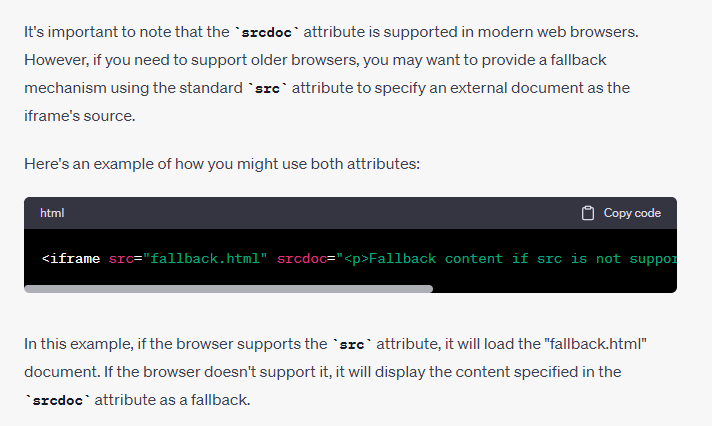 It's important to note that the `srcdoc` attribute is supported in modern web browsers.
However, if you need to support older browsers, you may want to provide a fallback
mechanism using the standard `src` attribute to specify an external document as the
iframe's source.
Here's an example of how you might use both attributes:
html Copy code
<iframe src="fallback.html" srcdoc="<p>Fallback content if src is not suppor
In this example, if the browser supports the `src` attribute, it will load the "fallback.html"
document. If the browser doesn't support it, it will display the content specified in the
`srcdoc` attribute as a fallback.